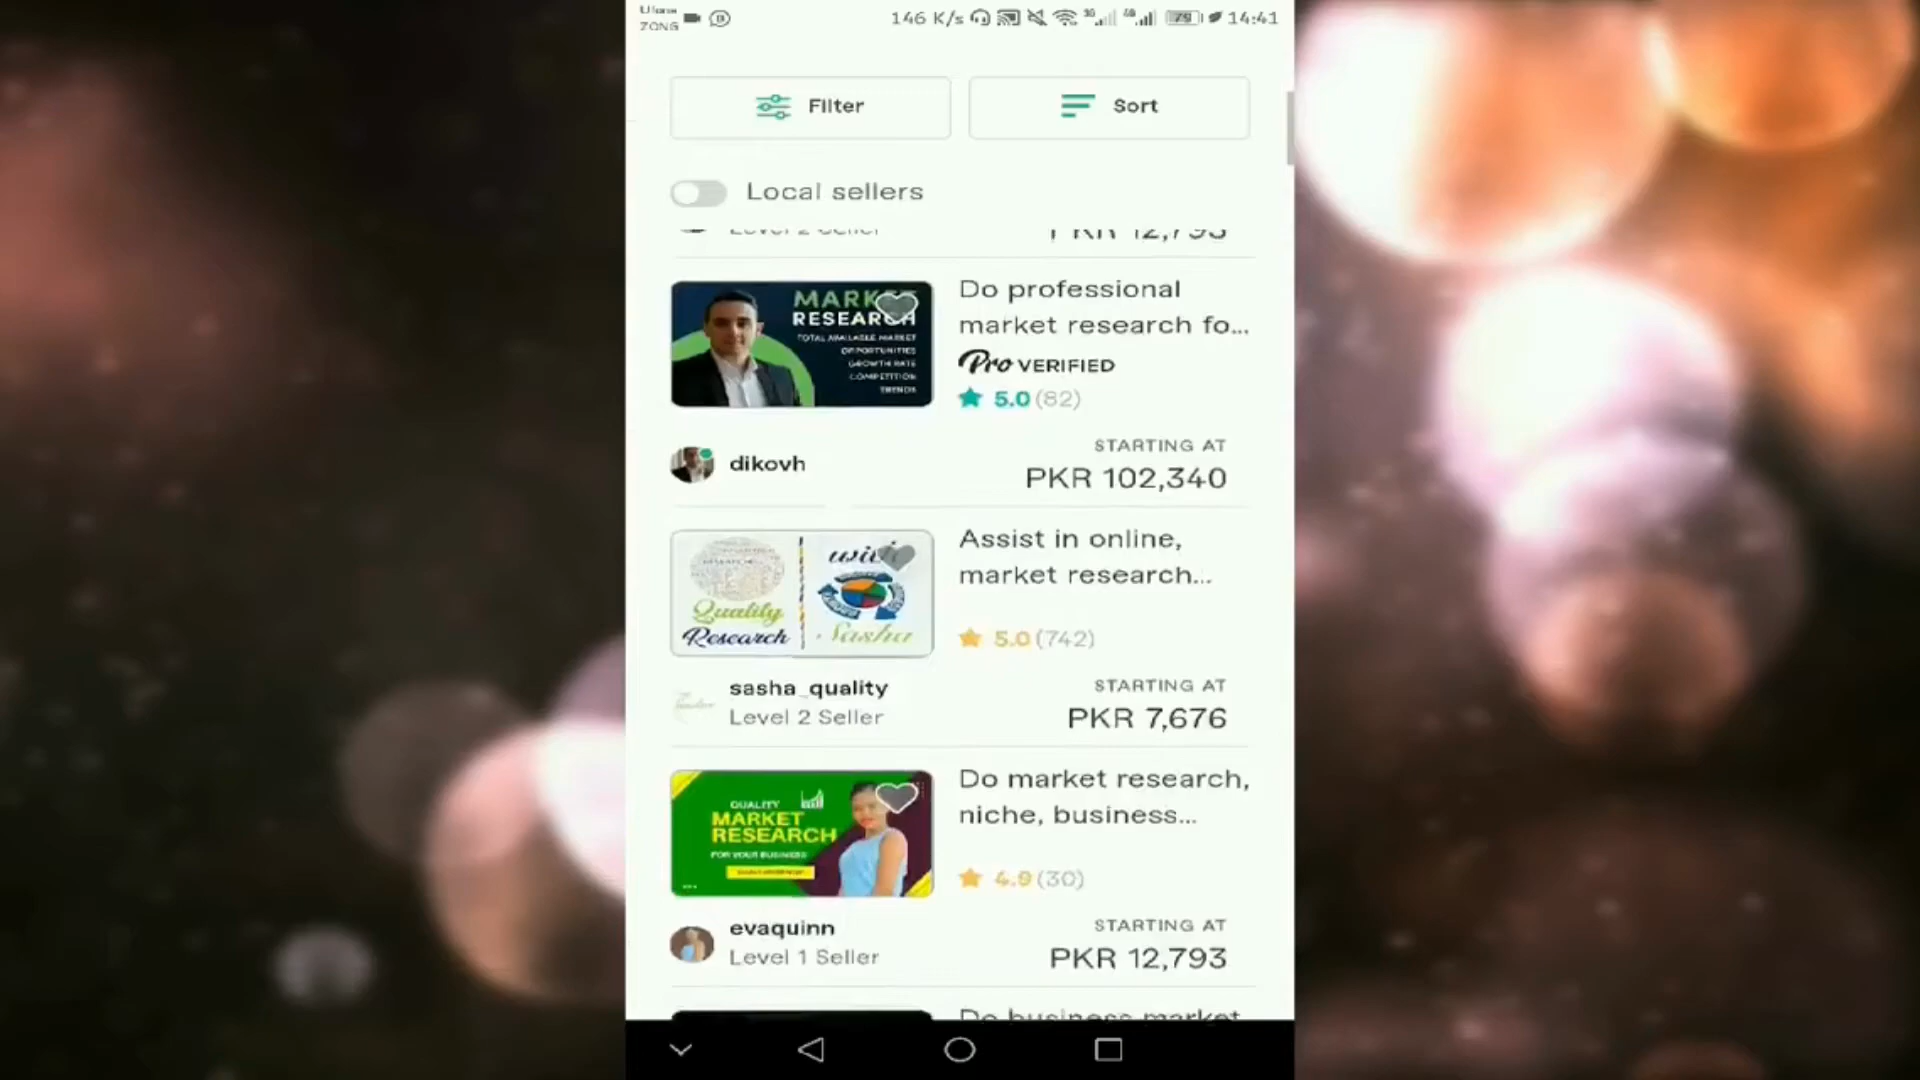 Ufone
ZONG
146 K/s
79
14:41
Filter
Sort
Local sellers
Level 2 Seller
PKR 12,793
MARKET
RESEARCH
TOTAL AVAILABLE MARKET
OPPORTUNITIES
GROWTH RATE
COMPETITION
TRENDS
Do professional
market research fo...
Pro VERIFIED
5.0 (82)
dikovh
STARTING AT
PKR 102,340
Quality
Research
with
Sasha
Assist in online,
market research...
5.0 (742)
sasha_quality
Level 2 Seller
STARTING AT
PKR 7,676
QUALITY
MARKET
RESEARCH
FOR YOUR BUSINESS
Do market research,
niche, business...
4.9 (30)
evaquinn
Level 1 Seller
STARTING AT
PKR 12,793
Do business market